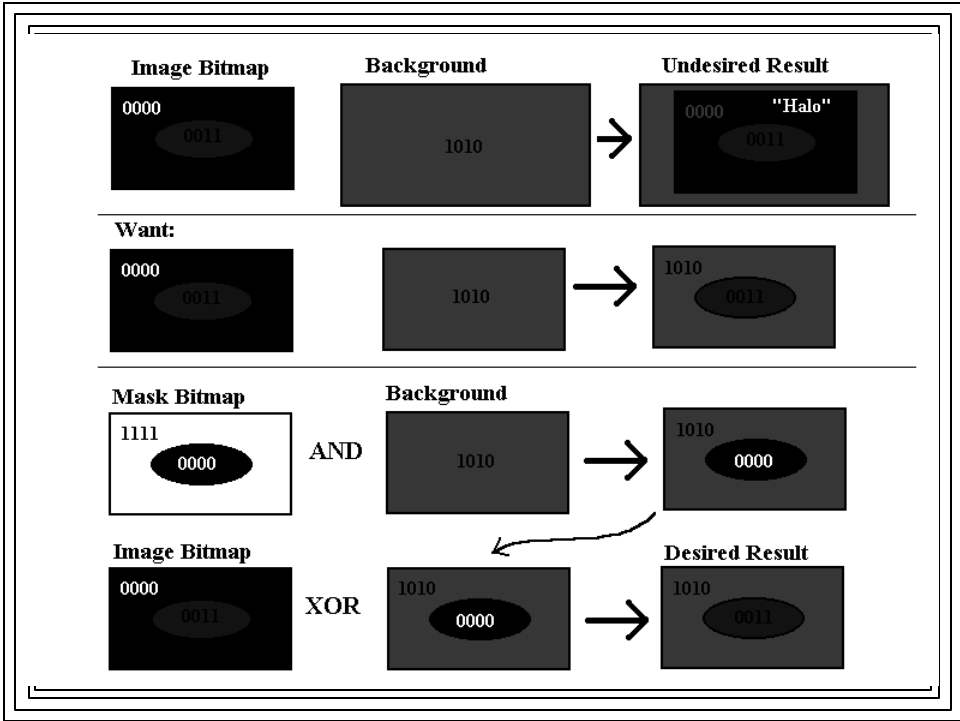 Image Bitmap
Background
Undesired Result
0000
0011
1010
0000
"Halo"
0011
Want:
0000
0011
1010
1010
0011
Mask Bitmap
Background
1111
0000
AND
1010
1010
0000
Image Bitmap
Desired Result
0000
0011
XOR
1010
0000
1010
0011